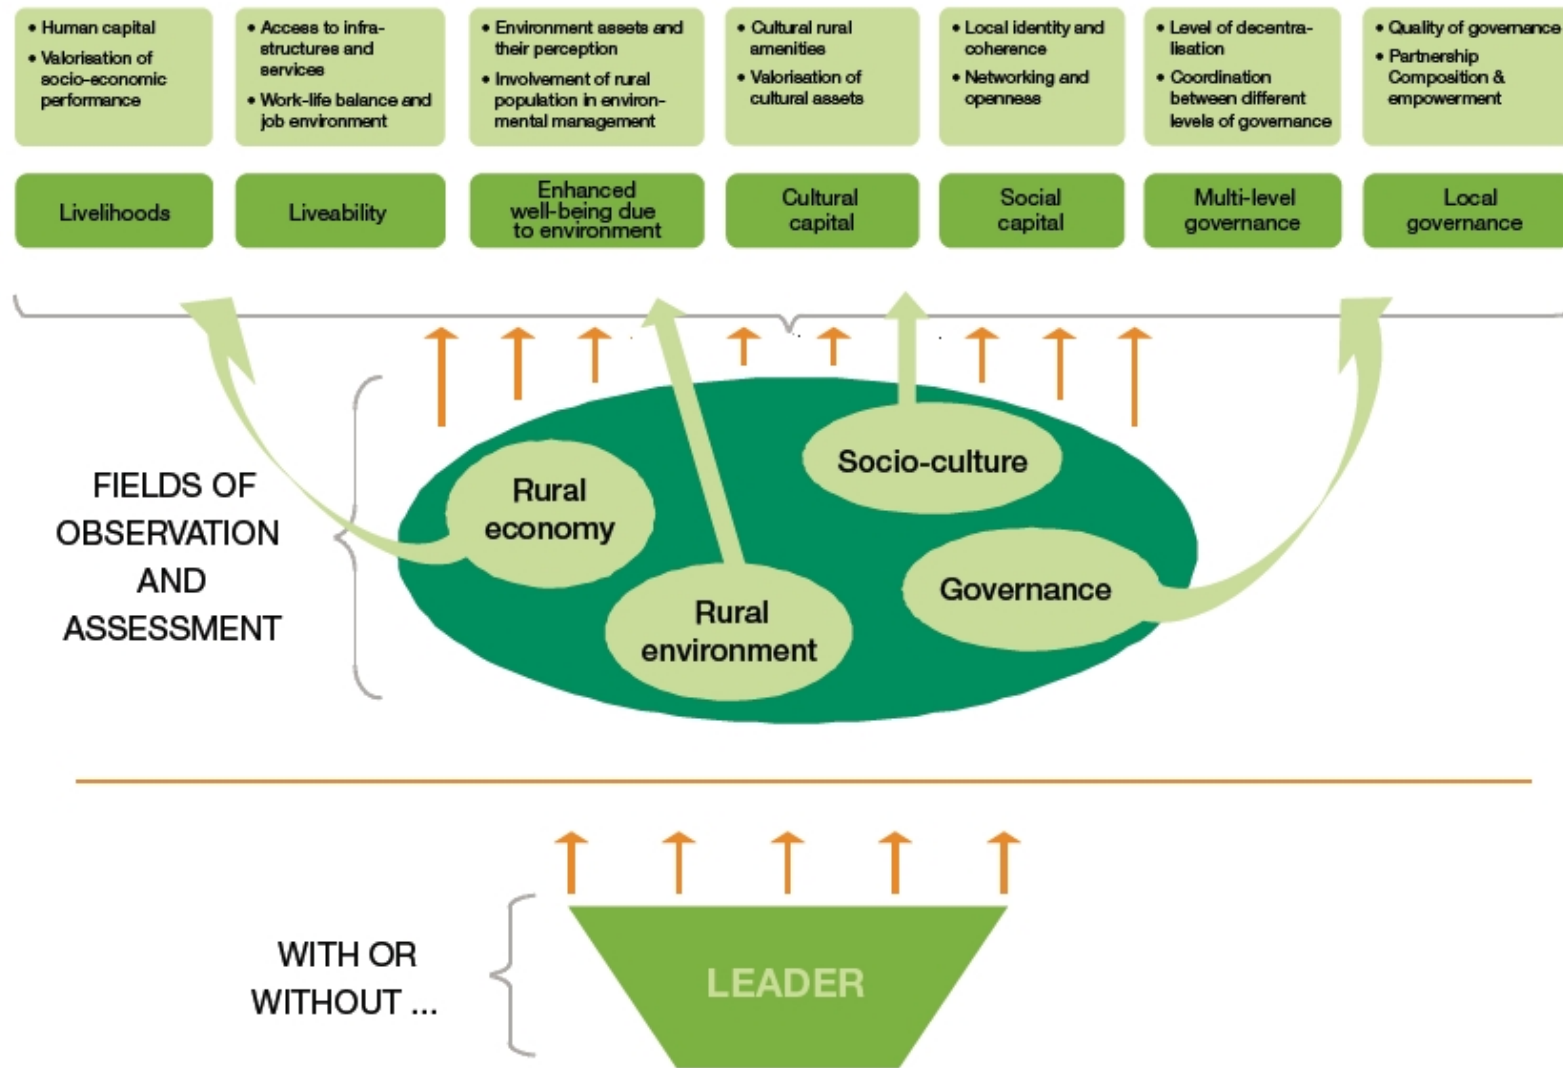 • Human capital
• Valorisation of
socio-economic
performance
• Access to infra-
structures and
services
• Work-life balance and
job environment
• Environment assets and
their perception
• Involvement of rural
population in environ-
mental management
• Cultural rural
amenities
• Valorisation of
cultural assets
• Local identity and
coherence
• Networking and
openness
• Level of decentra-
lisation
• Coordination
between different
levels of governance
• Quality of governance
• Partnership
Composition &
empowerment
Livelihoods
Liveability
Enhanced
well-being due
to environment
Cultural
capital
Social
capital
Multi-level
governance
Local
governance
FIELDS OF
OBSERVATION
AND
ASSESSMENT
Rural
economy
Socio-culture
Rural
environment
Governance
WITH OR
WITHOUT ...
LEADER